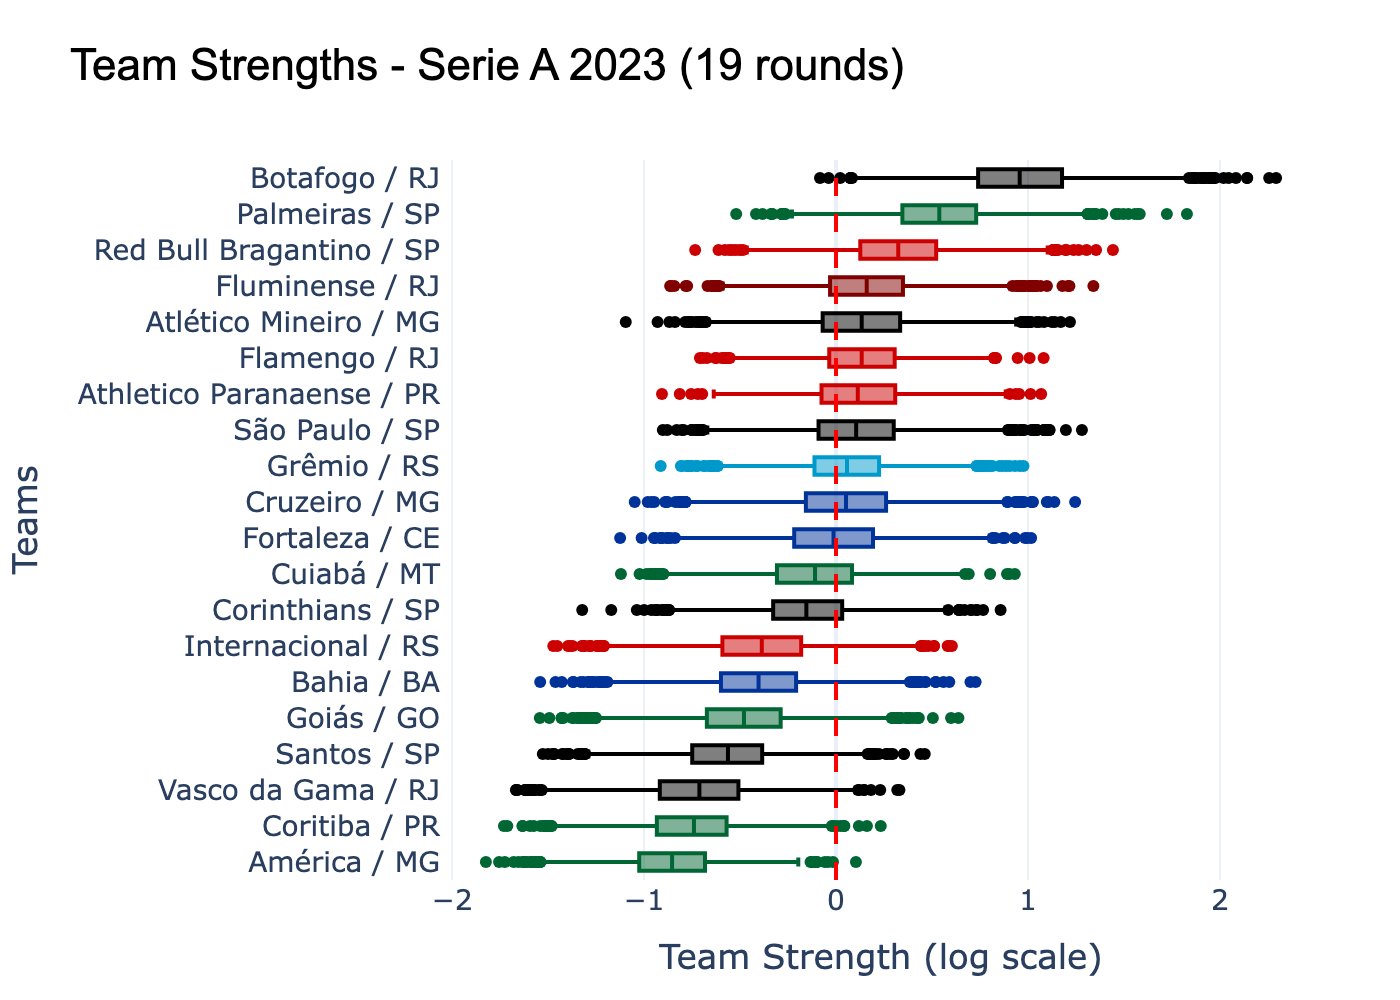 Team Strengths - Serie A 2023 (19 rounds)
Botafogo / RJ
Palmeiras / SP
Red Bull Bragantino / SP
Fluminense / RJ
Atlético Mineiro / MG
Flamengo / RJ
Athletico Paranaense / PR
São Paulo / SP
Grêmio / RS
Cruzeiro / MG
Fortaleza / CE
Cuiabá / MT
Corinthians / SP
Internacional / RS
Bahia / BA
Goiás / GO
Santos / SP
Vasco da Gama / RJ
Coritiba / PR
América / MG
Teams
−2 −1 0 1 2
Team Strength (log scale)